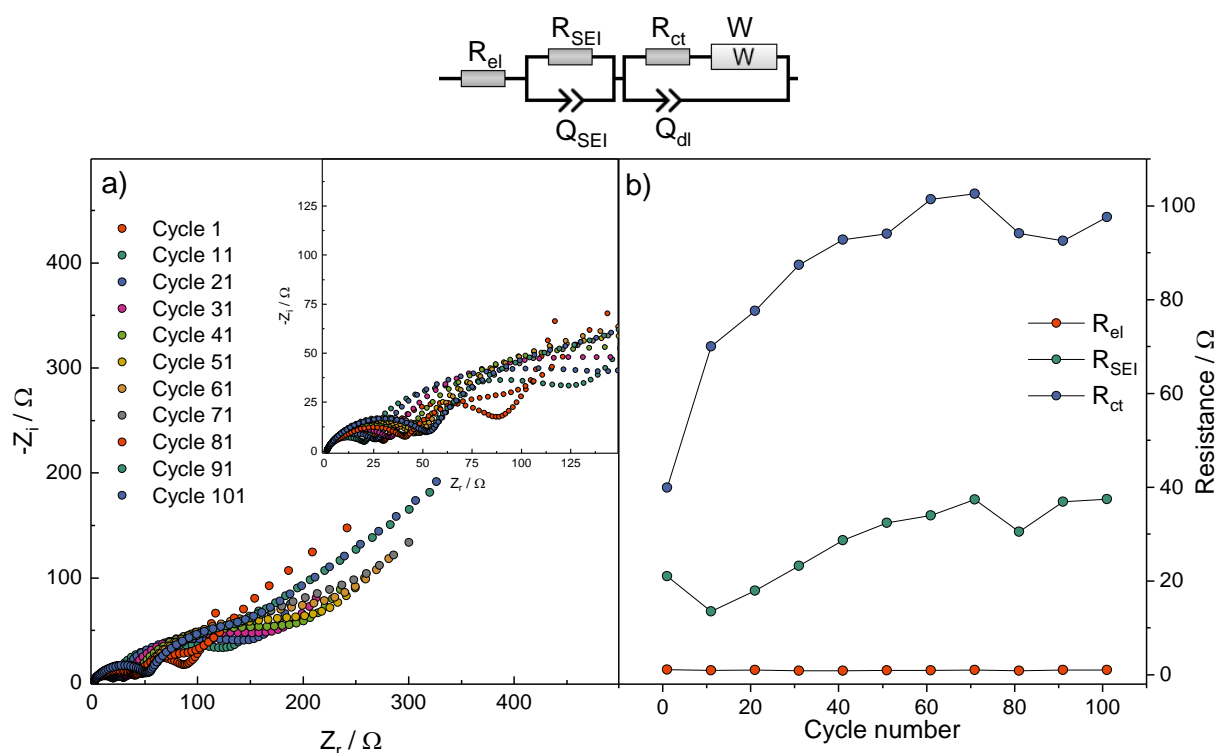 R_el R_SEI R_ct W
W
Q_SEI Q_dl
a)
-Z_i / Ω
400
300
200
100
0
Cycle 1
Cycle 11
Cycle 21
Cycle 31
Cycle 41
Cycle 51
Cycle 61
Cycle 71
Cycle 81
Cycle 91
Cycle 101
0 100 200 300 400
Z_r / Ω
-Z_i / Ω
125
100
75
50
25
0
0 25 50 75 100 125
Z_r / Ω
b)
R_el
R_SEI
R_ct
100
80
60
40
20
0
Resistance / Ω
0 20 40 60 80 100
Cycle number